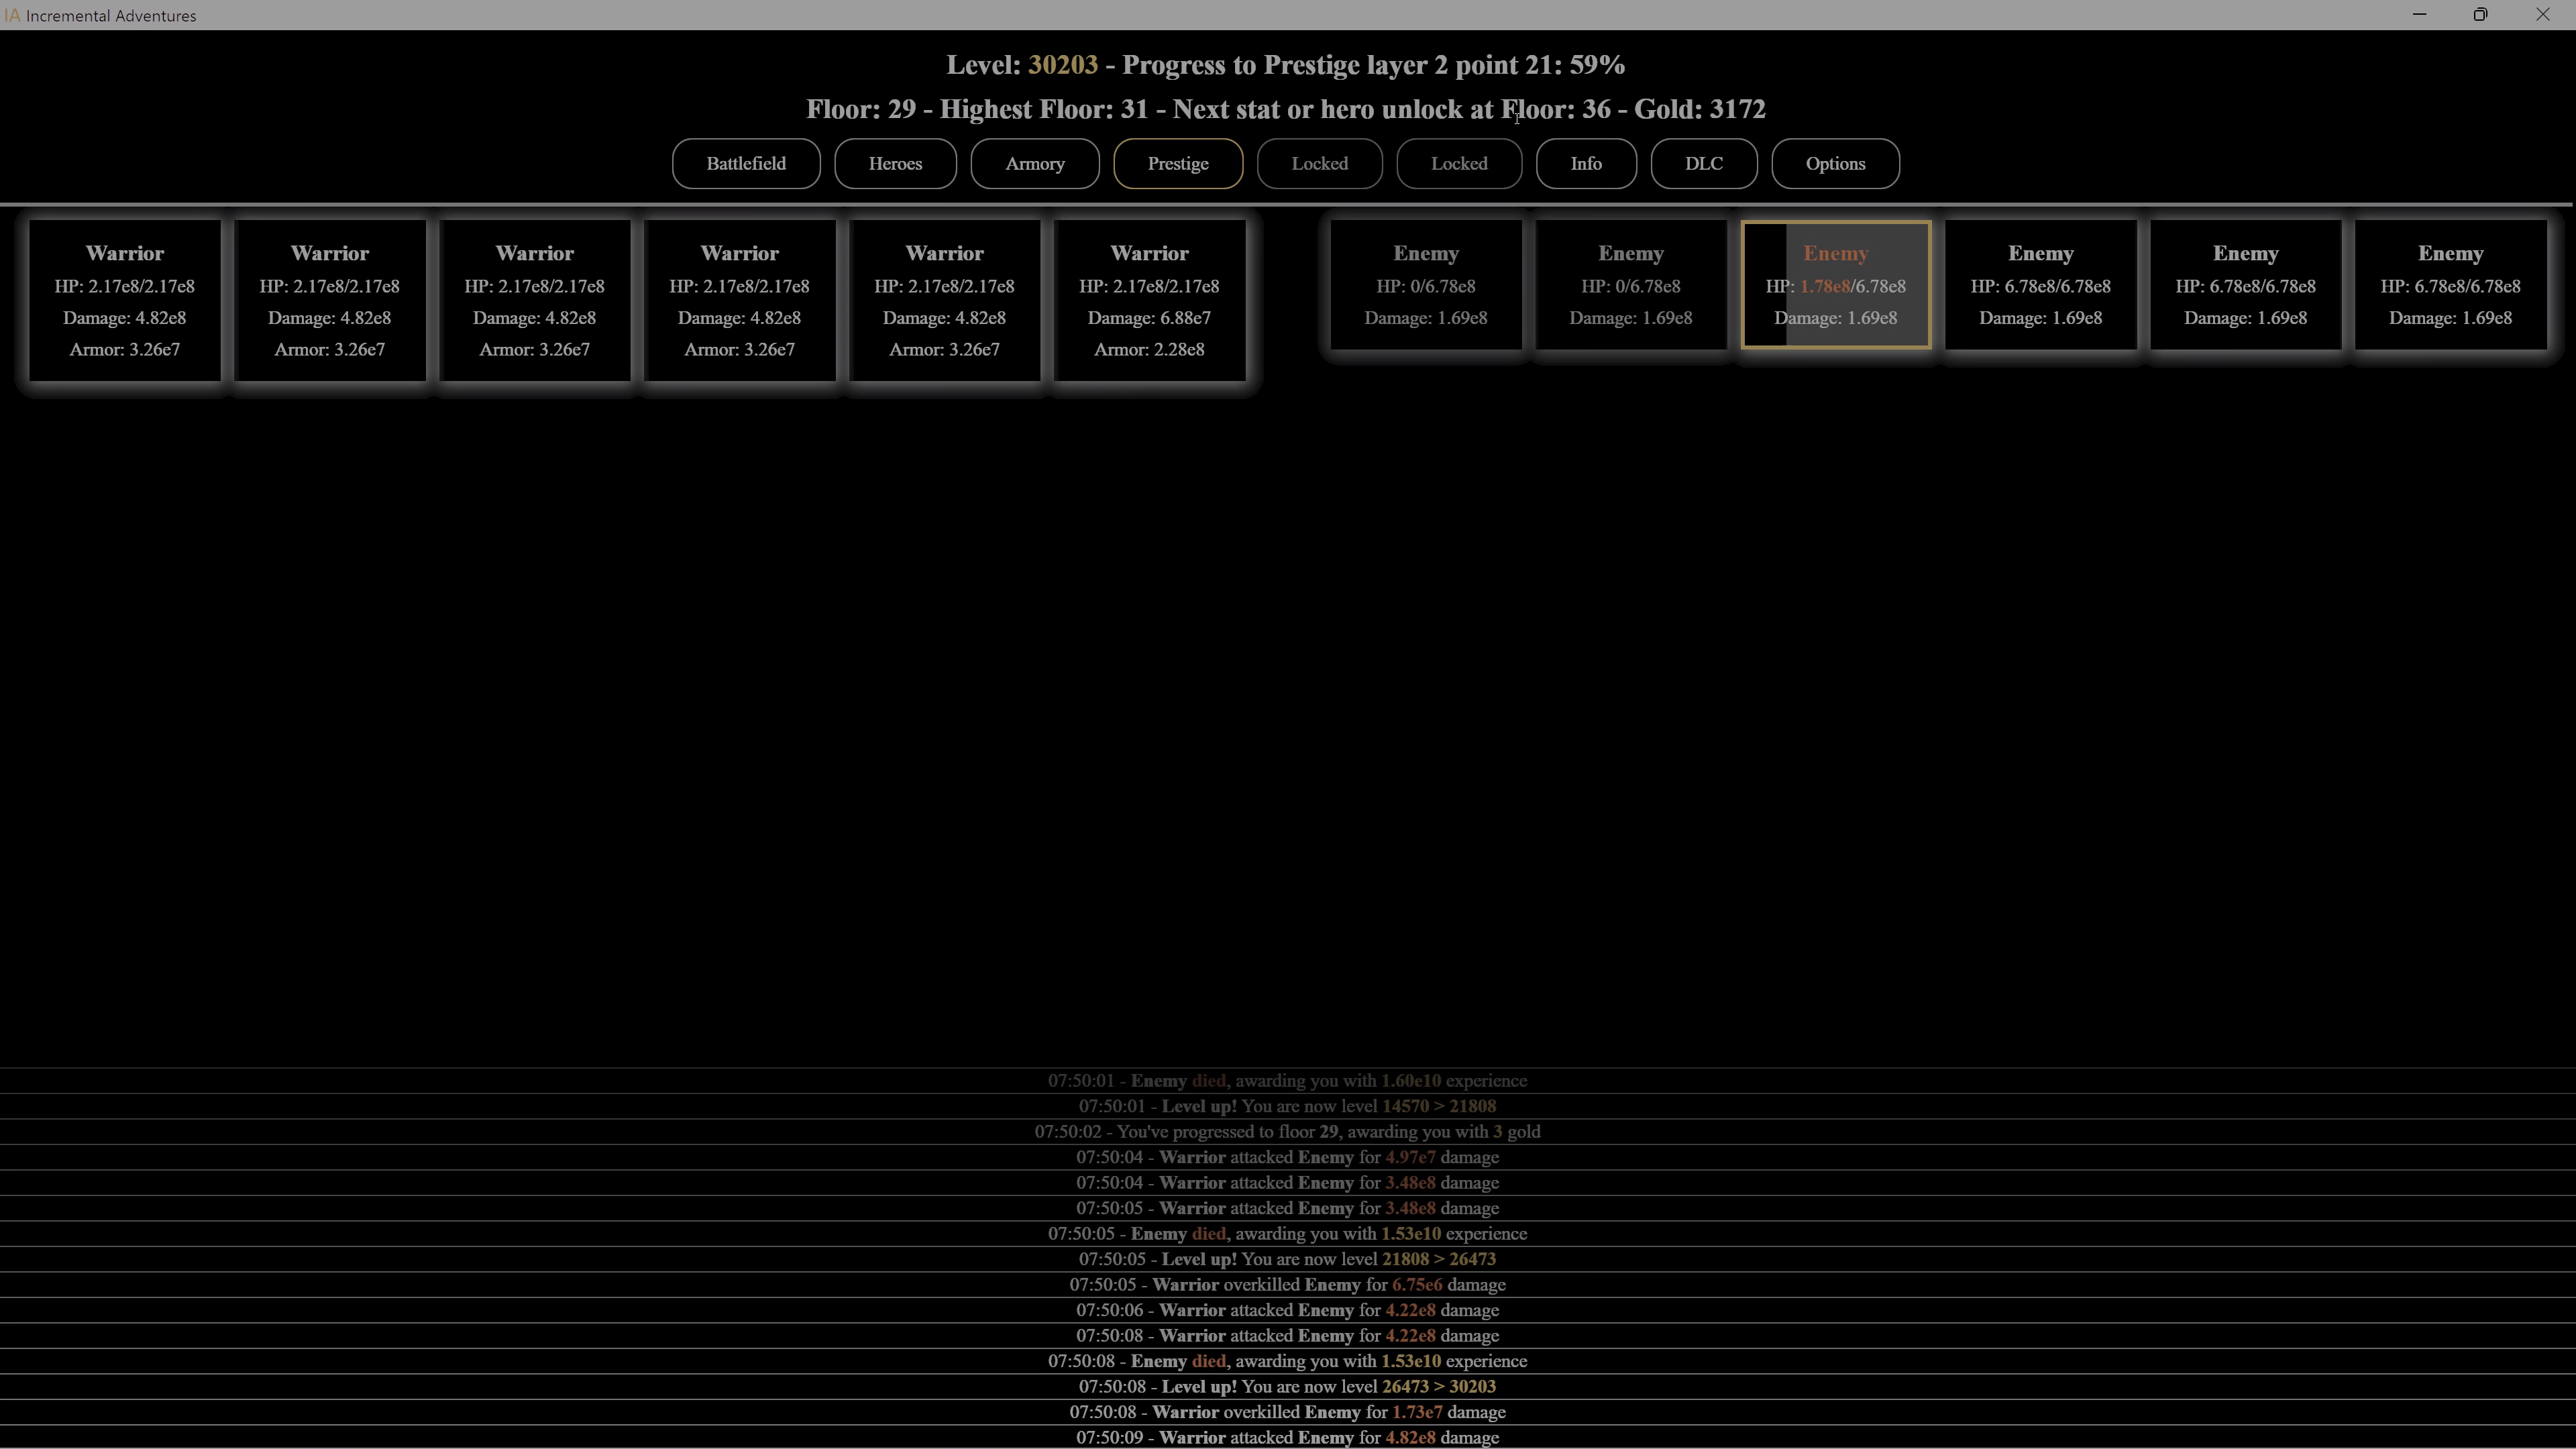 IA Incremental Adventures
Level: 30203 - Progress to Prestige layer 2 point 21: 59%
Floor: 29 - Highest Floor: 31 - Next stat or hero unlock at Floor: 36 - Gold: 3172
Battlefield Heroes Armory Prestige Locked Locked Info DLC Options
Warrior Warrior Warrior Warrior Warrior Warrior Enemy Enemy Enemy Enemy Enemy Enemy
HP: 2.17e8/2.17e8 HP: 2.17e8/2.17e8 HP: 2.17e8/2.17e8 HP: 2.17e8/2.17e8 HP: 2.17e8/2.17e8 HP: 2.17e8/2.17e8 HP: 0/6.78e8 HP: 0/6.78e8 HP: 1.78e8/6.78e8 HP: 6.78e8/6.78e8 HP: 6.78e8/6.78e8 HP: 6.78e8/6.78e8
Damage: 4.82e8 Damage: 4.82e8 Damage: 4.82e8 Damage: 4.82e8 Damage: 4.82e8 Damage: 6.88e7 Damage: 1.69e8 Damage: 1.69e8 Damage: 1.69e8 Damage: 1.69e8 Damage: 1.69e8 Damage: 1.69e8
Armor: 3.26e7 Armor: 3.26e7 Armor: 3.26e7 Armor: 3.26e7 Armor: 3.26e7 Armor: 2.28e8
07:50:01 - Enemy died, awarding you with 1.60e10 experience
07:50:01 - Level up! You are now level 14570 > 21808
07:50:02 - You've progressed to floor 29, awarding you with 3 gold
07:50:04 - Warrior attacked Enemy for 4.97e7 damage
07:50:04 - Warrior attacked Enemy for 3.48e8 damage
07:50:05 - Warrior attacked Enemy for 3.48e8 damage
07:50:05 - Enemy died, awarding you with 1.53e10 experience
07:50:05 - Level up! You are now level 21808 > 26473
07:50:05 - Warrior overkilled Enemy for 6.75e6 damage
07:50:06 - Warrior attacked Enemy for 4.22e8 damage
07:50:08 - Warrior attacked Enemy for 4.22e8 damage
07:50:08 - Enemy died, awarding you with 1.53e10 experience
07:50:08 - Level up! You are now level 26473 > 30203
07:50:08 - Warrior overkilled Enemy for 1.73e7 damage
07:50:09 - Warrior attacked Enemy for 4.82e8 damage